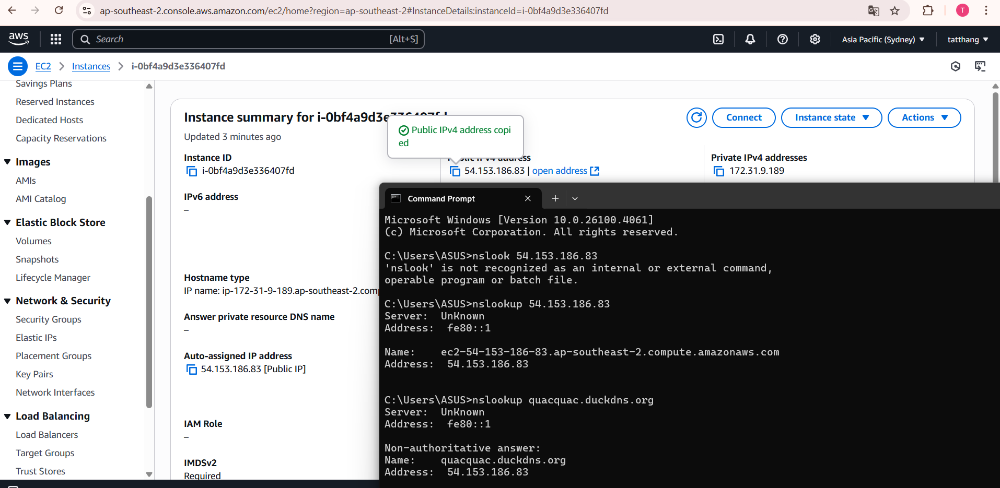 ap-southeast-2.console.aws.amazon.com/ec2/home?region=ap-southeast-2#InstanceDetails:instanceId=i-0bf4a9d3e336407fd
T
aws
Search
[Alt+S]
Asia Pacific (Sydney)
tatthang
EC2
Instances
i-0bf4a9d3e336407fd
Savings Plans
Reserved Instances
Dedicated Hosts
Capacity Reservations
Images
AMIs
AMI Catalog
Elastic Block Store
Volumes
Snapshots
Lifecycle Manager
Network & Security
Security Groups
Elastic IPs
Placement Groups
Key Pairs
Network Interfaces
Load Balancing
Load Balancers
Target Groups
Trust Stores
Instance summary for i-0bf4a9d3e336407fd
Updated 3 minutes ago
Connect
Instance state
Actions
Public IPv4 address copi
ed
Instance ID
i-0bf4a9d3e336407fd
Public IPv4 address
54.153.186.83 | open address
Private IPv4 addresses
172.31.9.189
IPv6 address
–
Hostname type
IP name: ip-172-31-9-189.ap-southeast-2.comp
Answer private resource DNS name
–
Auto-assigned IP address
54.153.186.83 [Public IP]
IAM Role
–
IMDSv2
Required
Command Prompt
Microsoft Windows [Version 10.0.26100.4061]
(c) Microsoft Corporation. All rights reserved.
C:\Users\ASUS>nslook 54.153.186.83
'nslook' is not recognized as an internal or external command,
operable program or batch file.
C:\Users\ASUS>nslookup 54.153.186.83
Server:  UnKnown
Address:  fe80::1
Name:    ec2-54-153-186-83.ap-southeast-2.compute.amazonaws.com
Address:  54.153.186.83
C:\Users\ASUS>nslookup quacquac.duckdns.org
Server:  UnKnown
Address:  fe80::1
Non-authoritative answer:
Name:    quacquac.duckdns.org
Address:  54.153.186.83